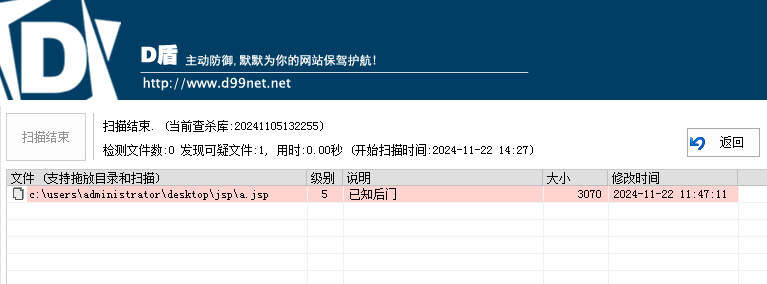 D
D盾 主动防御,默默为你的网站保驾护航!
http://www.d99net.net
扫描结束
扫描结束. (当前查杀库:20241105132255)
检测文件数:0 发现可疑文件:1, 用时:0.00秒 (开始扫描时间:2024-11-22 14:27)
返回
文件 (支持拖放目录和扫描) 级别 说明 大小 修改时间
c:\users\administrator\desktop\jsp\a.jsp 5 已知后门 3070 2024-11-22 11:47:11